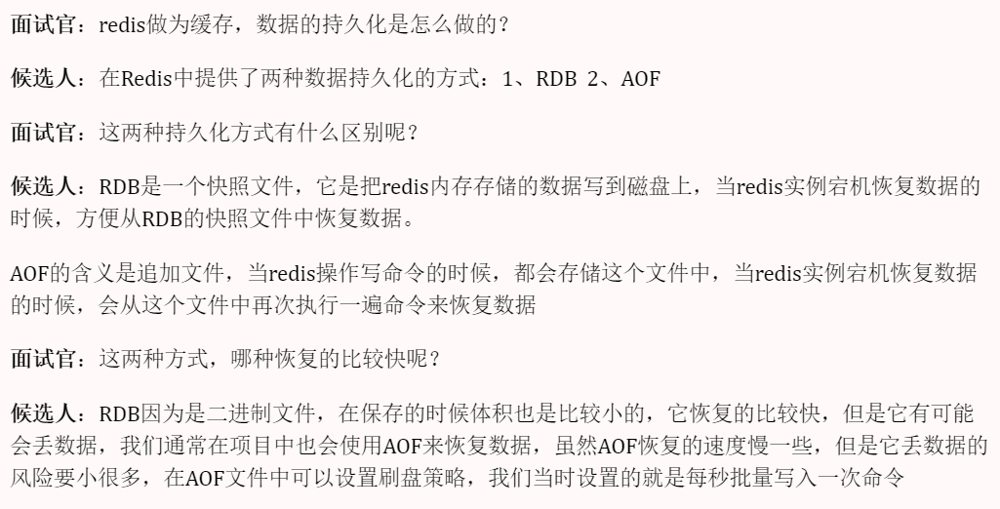 面试官：redis做为缓存，数据的持久化是怎么做的？
候选人：在Redis中提供了两种数据持久化的方式：1、RDB 2、AOF
面试官：这两种持久化方式有什么区别呢？
候选人：RDB是一个快照文件，它是把redis内存存储的数据写到磁盘上，当redis实例宕机恢复数据的
时候，方便从RDB的快照文件中恢复数据。
AOF的含义是追加文件，当redis操作写命令的时候，都会存储这个文件中，当redis实例宕机恢复数据
的时候，会从这个文件中再次执行一遍命令来恢复数据
面试官：这两种方式，哪种恢复的比较快呢？
候选人：RDB因为是二进制文件，在保存的时候体积也是比较小的，它恢复的比较快，但是它有可能
会丢数据，我们通常在项目中也会使用AOF来恢复数据，虽然AOF恢复的速度慢一些，但是它丢数据的
风险要小很多，在AOF文件中可以设置刷盘策略，我们当时设置的就是每秒批量写入一次命令